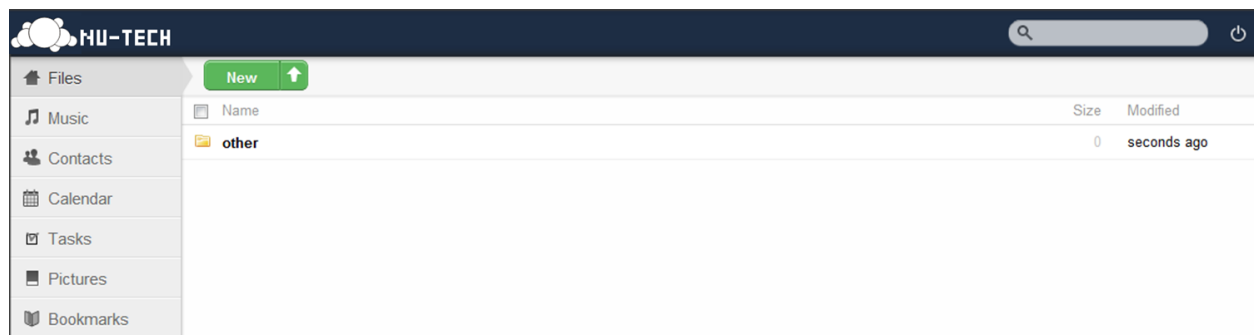 NU-TECH
Files
New
Music
Name Size Modified
other 0 seconds ago
Contacts
Calendar
Tasks
Pictures
Bookmarks